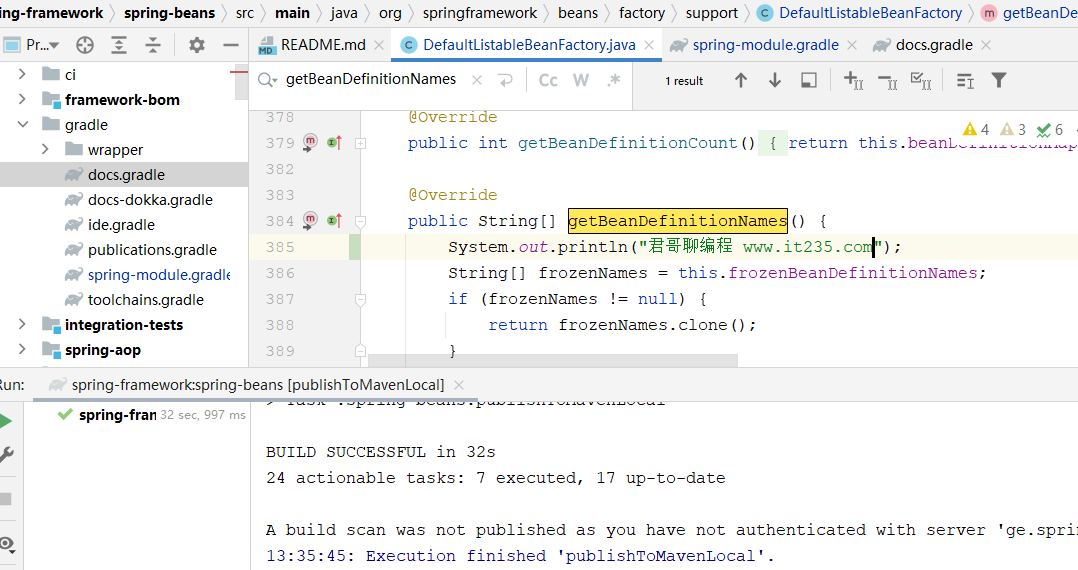 ing-framework spring-beans src main java org springframework beans factory support DefaultListableBeanFactory getBeanDe
Pr... README.md DefaultListableBeanFactory.java spring-module.gradle docs.gradle
ci
framework-bom
gradle
wrapper
docs.gradle
docs-dokka.gradle
ide.gradle
publications.gradle
spring-module.gradle
toolchains.gradle
integration-tests
spring-aop
getBeanDefinitionNames Cc W .* 1 result
4 3 6
378 @Override
379 public int getBeanDefinitionCount() { return this.beanDefinitionMap
382
383 @Override
384 public String[] getBeanDefinitionNames() {
385 System.out.println("君哥聊编程 www.it235.com");
386 String[] frozenNames = this.frozenBeanDefinitionNames;
387 if (frozenNames != null) {
388 return frozenNames.clone();
389 }
Run: spring-framework:spring-beans [publishToMavenLocal]
spring-fran 32 sec, 997 ms
> Task :spring-beans:publishToMavenLocal
BUILD SUCCESSFUL in 32s
24 actionable tasks: 7 executed, 17 up-to-date
A build scan was not published as you have not authenticated with server 'ge.spri
13:35:45: Execution finished 'publishToMavenLocal'.